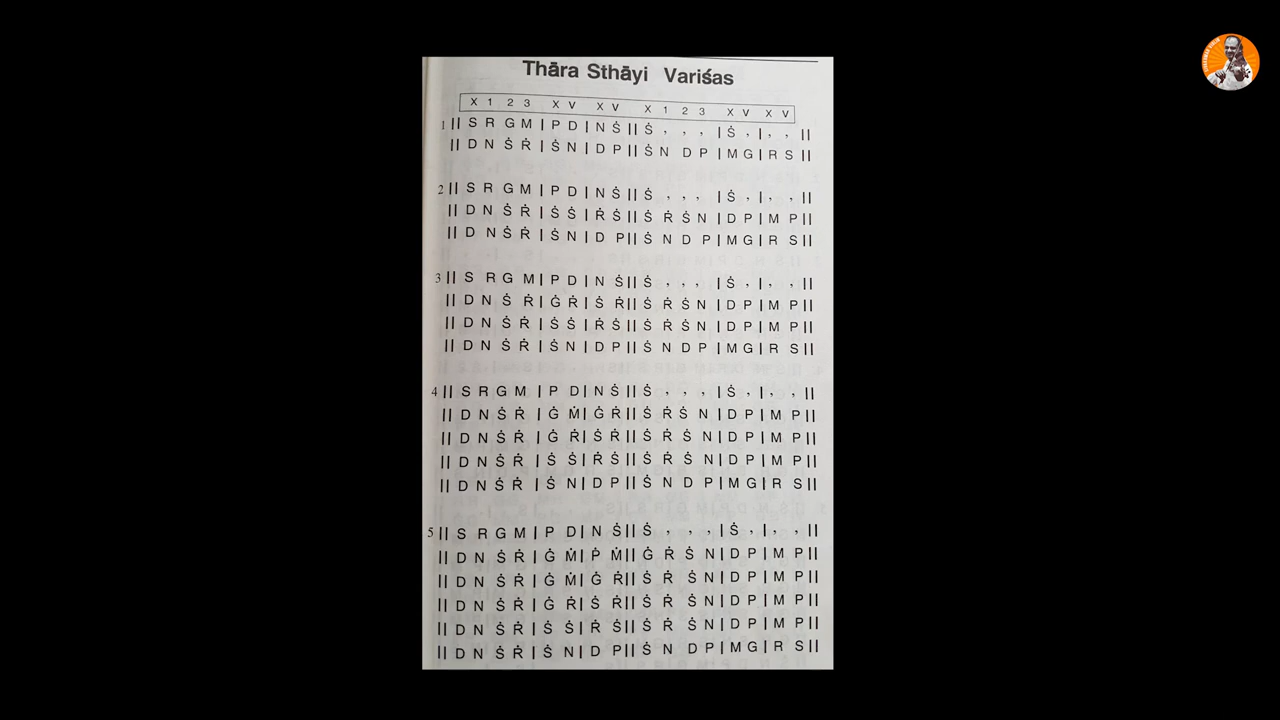 Thāra Sthāyi Variśas
X 1 2 3 X V X V X 1 2 3 X V X V
1 || S R G M | P D | N Ṡ || Ṡ , , , | Ṡ , | , , ||
|| D N Ṡ Ṙ | Ṡ N | D P || Ṡ N D P | M G | R S ||
2 || S R G M | P D | N Ṡ || Ṡ , , , | Ṡ , | , , ||
|| D N Ṡ Ṙ | Ṡ Ṡ | Ṙ Ṡ || Ṡ Ṙ Ṡ N | D P | M P ||
|| D N Ṡ Ṙ | Ṡ N | D P || Ṡ N D P | M G | R S ||
3 || S R G M | P D | N Ṡ || Ṡ , , , | Ṡ , | , , ||
|| D N Ṡ Ṙ | Ġ Ṙ | Ṡ Ṙ || Ṡ Ṙ Ṡ N | D P | M P ||
|| D N Ṡ Ṙ | Ṡ Ṡ | Ṙ Ṡ || Ṡ Ṙ Ṡ N | D P | M P ||
|| D N Ṡ Ṙ | Ṡ N | D P || Ṡ N D P | M G | R S ||
4 || S R G M | P D | N Ṡ || Ṡ , , , | Ṡ , | , , ||
|| D N Ṡ Ṙ | Ġ Ṁ | Ġ Ṙ || Ṡ Ṙ Ṡ N | D P | M P ||
|| D N Ṡ Ṙ | Ġ Ṙ | Ṡ Ṙ || Ṡ Ṙ Ṡ N | D P | M P ||
|| D N Ṡ Ṙ | Ṡ Ṡ | Ṙ Ṡ || Ṡ Ṙ Ṡ N | D P | M P ||
|| D N Ṡ Ṙ | Ṡ N | D P || Ṡ N D P | M G | R S ||
5 || S R G M | P D | N Ṡ || Ṡ , , , | Ṡ , | , , ||
|| D N Ṡ Ṙ | Ġ Ṁ | Ṗ Ṁ || Ġ Ṙ Ṡ N | D P | M P ||
|| D N Ṡ Ṙ | Ġ Ṁ | Ġ Ṙ || Ṡ Ṙ Ṡ N | D P | M P ||
|| D N Ṡ Ṙ | Ġ Ṙ | Ṡ Ṙ || Ṡ Ṙ Ṡ N | D P | M P ||
|| D N Ṡ Ṙ | Ṡ Ṡ | Ṙ Ṡ || Ṡ Ṙ Ṡ N | D P | M P ||
|| D N Ṡ Ṙ | Ṡ N | D P || Ṡ N D P | M G | R S ||